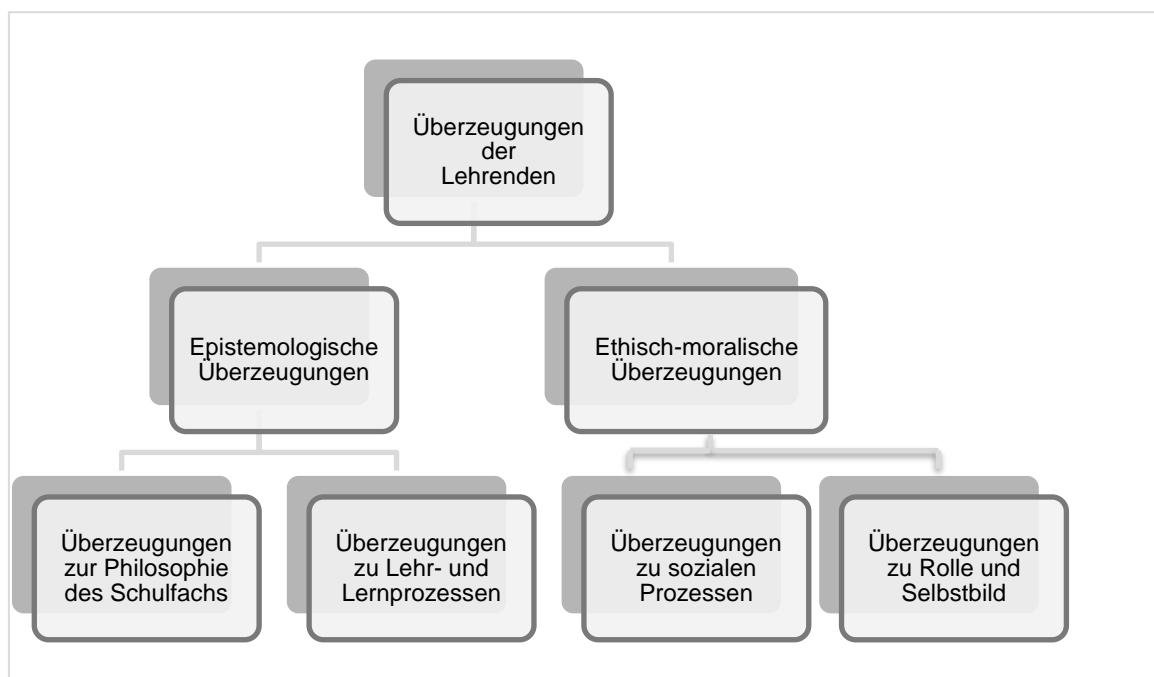 Überzeugungen
der
Lehrenden
Epistemologische
Überzeugungen
Ethisch-moralische
Überzeugungen
Überzeugungen
zur Philosophie
des Schulfachs
Überzeugungen
zu Lehr- und
Lernprozessen
Überzeugungen
zu sozialen
Prozessen
Überzeugungen
zu Rolle und
Selbstbild